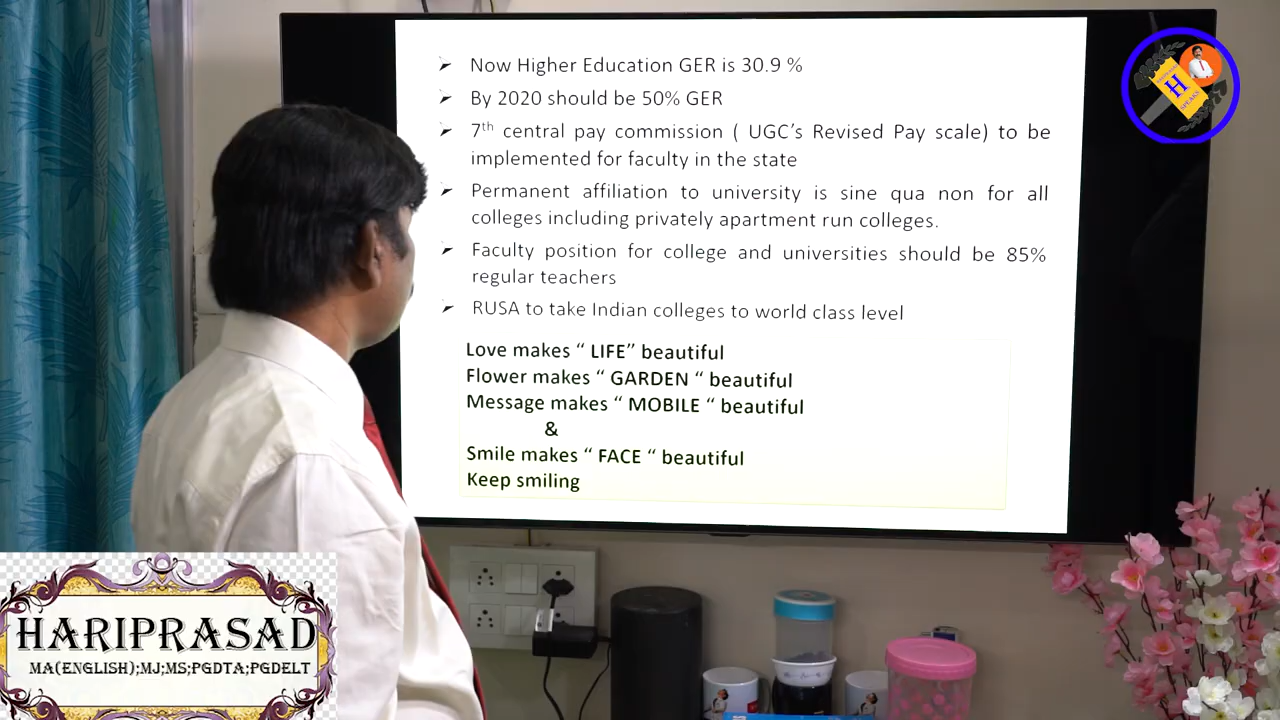 Now Higher Education GER is 30.9 %
By 2020 should be 50% GER
7th central pay commission ( UGC's Revised Pay scale) to be
implemented for faculty in the state
Permanent affiliation to university is sine qua non for all
colleges including privately apartment run colleges.
Faculty position for college and universities should be 85%
regular teachers
RUSA to take Indian colleges to world class level
Love makes “ LIFE” beautiful
Flower makes “ GARDEN “ beautiful
Message makes “ MOBILE “ beautiful
&
Smile makes “ FACE “ beautiful
Keep smiling
H
SPEAKS
HARIPRASAD
MA(ENGLISH);MJ;MS;PGDTA;PGDELT